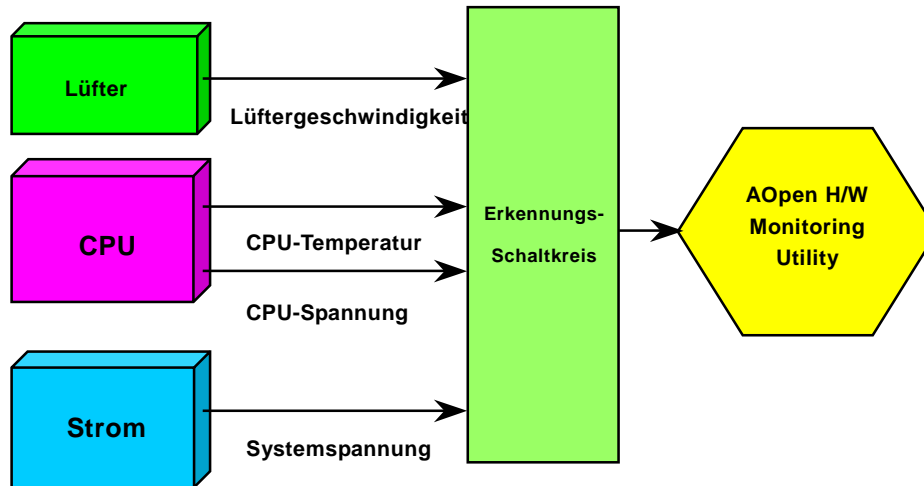 Lüfter
Lüftergeschwindigkeit
CPU
CPU-Temperatur
CPU-Spannung
Strom
Systemspannung
Erkennungs-
Schaltkreis
AOpen H/W
Monitoring
Utility